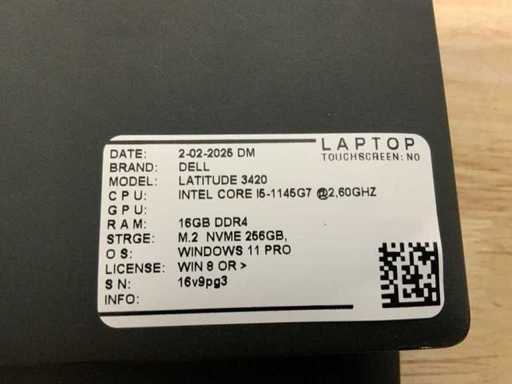 LAPTOP
TOUCHSCREEN: NO
DATE: 2-02-2025 DM
BRAND: DELL
MODEL: LATITUDE 3420
CPU: INTEL CORE I5-1145G7 @2,60GHZ
GPU:
RAM: 16GB DDR4
STRGE: M.2 NVME 256GB,
OS: WINDOWS 11 PRO
LICENSE: WIN 8 OR >
SN: 16v9pg3
INFO: